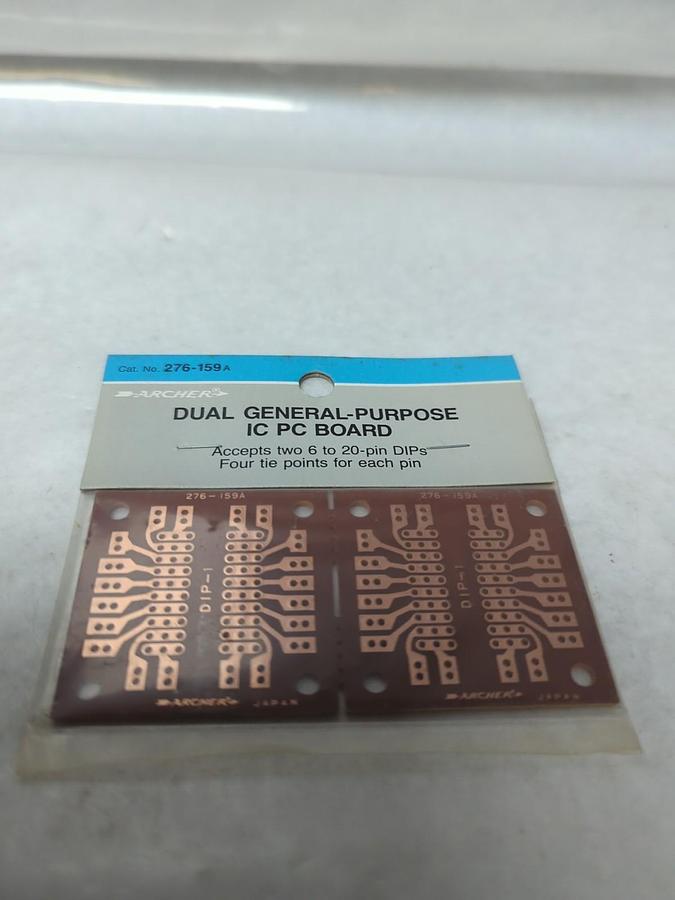 Cat. No. 276-159A
ARCHER®
DUAL GENERAL-PURPOSE
IC PC BOARD
Accepts two 6 to 20-pin DIPs
Four tie points for each pin
276-159A
276-159A
DIP-1
DIP-1
ARCHER JAPAN
ARCHER JAPAN